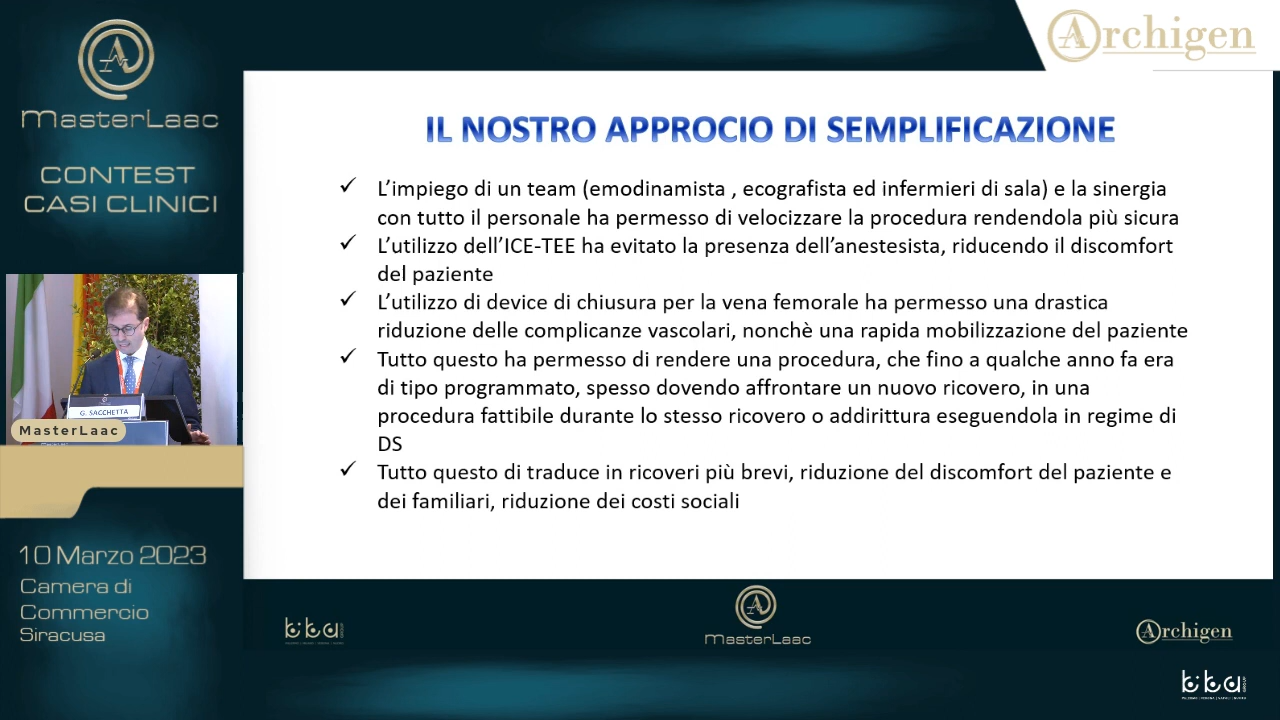 Archigen
MasterLaac
CONTEST
CASI CLINICI
IL NOSTRO APPROCIO DI SEMPLIFICAZIONE
L’impiego di un team (emodinamista , ecografista ed infermieri di sala) e la sinergia
con tutto il personale ha permesso di velocizzare la procedura rendendola più sicura
L’utilizzo dell’ICE-TEE ha evitato la presenza dell’anestesista, riducendo il discomfort
del paziente
L’utilizzo di device di chiusura per la vena femorale ha permesso una drastica
riduzione delle complicanze vascolari, nonchè una rapida mobilizzazione del paziente
Tutto questo ha permesso di rendere una procedura, che fino a qualche anno fa era
di tipo programmato, spesso dovendo affrontare un nuovo ricovero, in una
procedura fattibile durante lo stesso ricovero o addirittura eseguendola in regime di
DS
Tutto questo di traduce in ricoveri più brevi, riduzione del discomfort del paziente e
dei familiari, riduzione dei costi sociali
G. SACCHETTA
MasterLaac
10 Marzo 2023
Camera di
Commercio
Siracusa
bba GROUP
MasterLaac
Archigen
bba GROUP